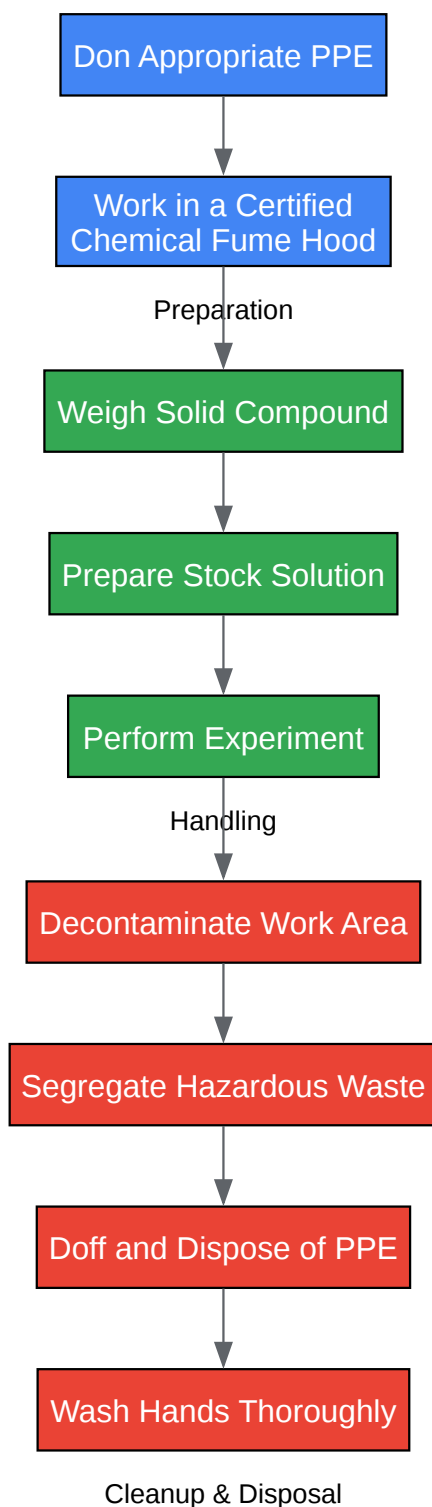 Don Appropriate PPE
Work in a Certified
Chemical Fume Hood
Preparation
Weigh Solid Compound
Prepare Stock Solution
Perform Experiment
Handling
Decontaminate Work Area
Segregate Hazardous Waste
Doff and Dispose of PPE
Wash Hands Thoroughly
Cleanup & Disposal